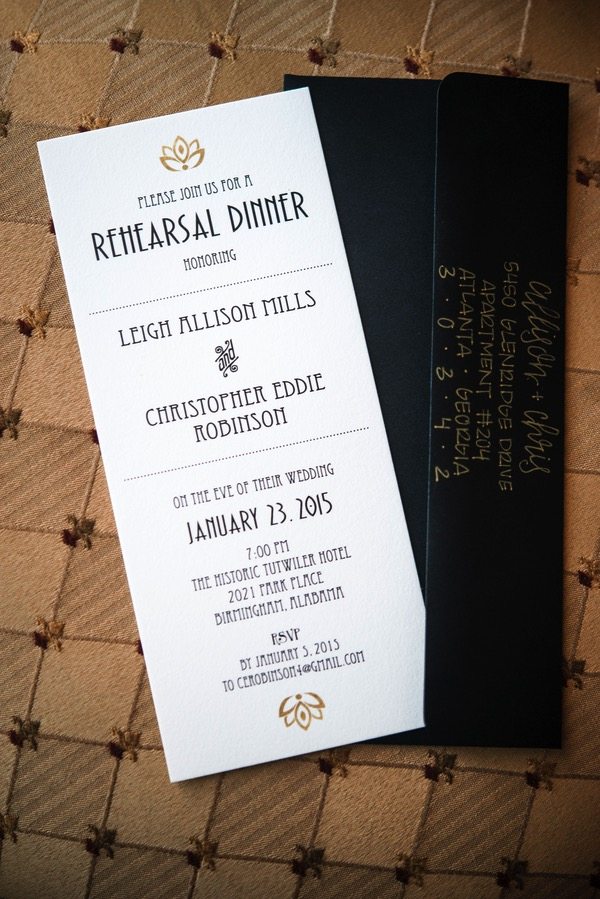 PLEASE JOIN US FOR A
REHEARSAL DINNER
HONORING
LEIGH ALLISON MILLS
and
CHRISTOPHER EDDIE
ROBINSON
ON THE EVE OF THEIR WEDDING
JANUARY 23, 2015
7:00 PM
THE HISTORIC TUTWILER HOTEL
2021 PARK PLACE
BIRMINGHAM, ALABAMA
RSVP
BY JANUARY 5, 2015
TO CEROBINSON4@GMAIL.COM
allison + chris
5450 GLENRIDGE DRIVE
APARTMENT #204
ATLANTA • GEORGIA
3 • 0 • 3 • 4 • 2